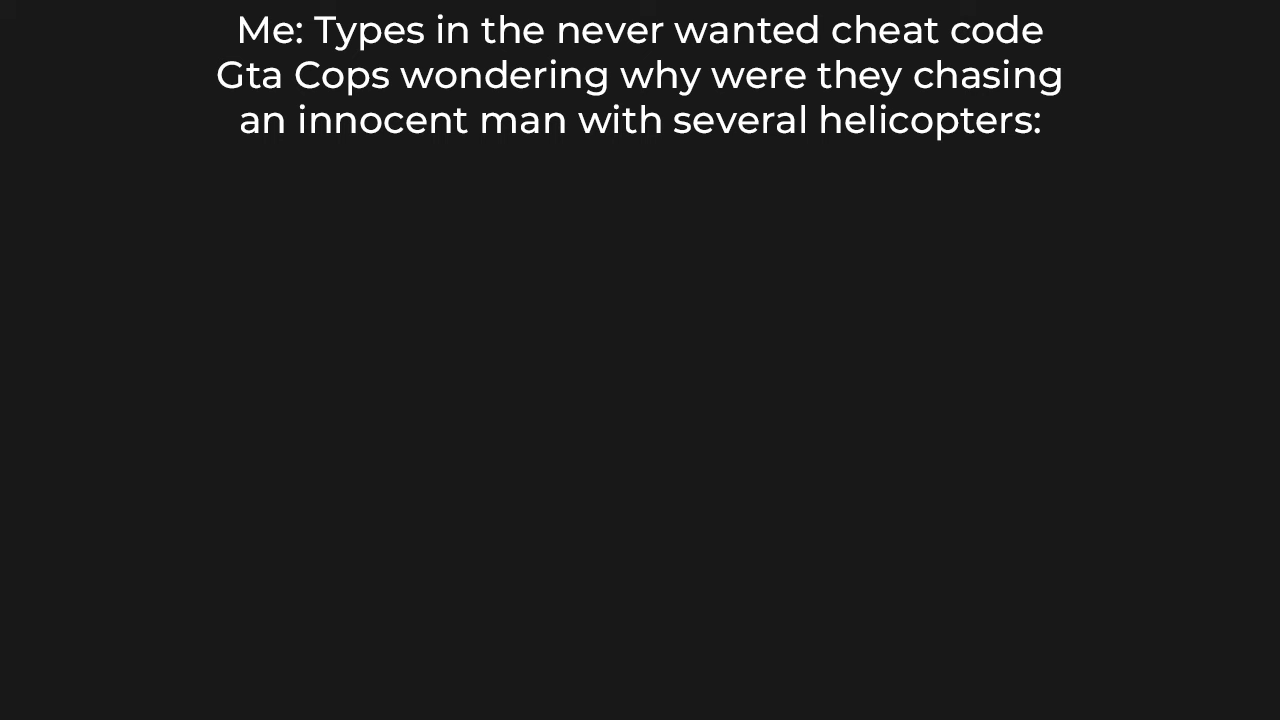 Me: Types in the never wanted cheat code
Gta Cops wondering why were they chasing
an innocent man with several helicopters: